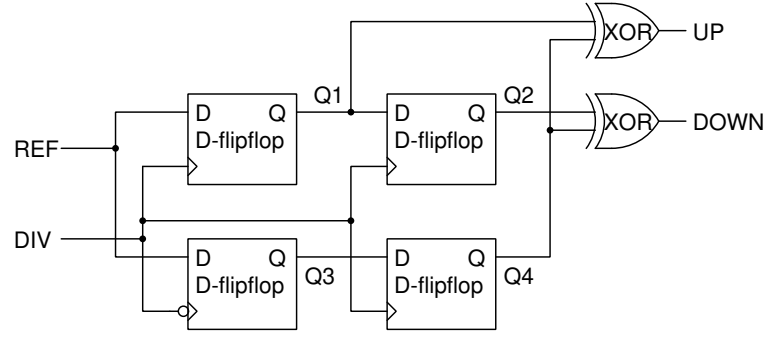 XOR UP
Q1 Q2
D Q D Q XOR DOWN
D-flipflop D-flipflop
REF
DIV
D Q D Q
D-flipflop Q3 D-flipflop Q4